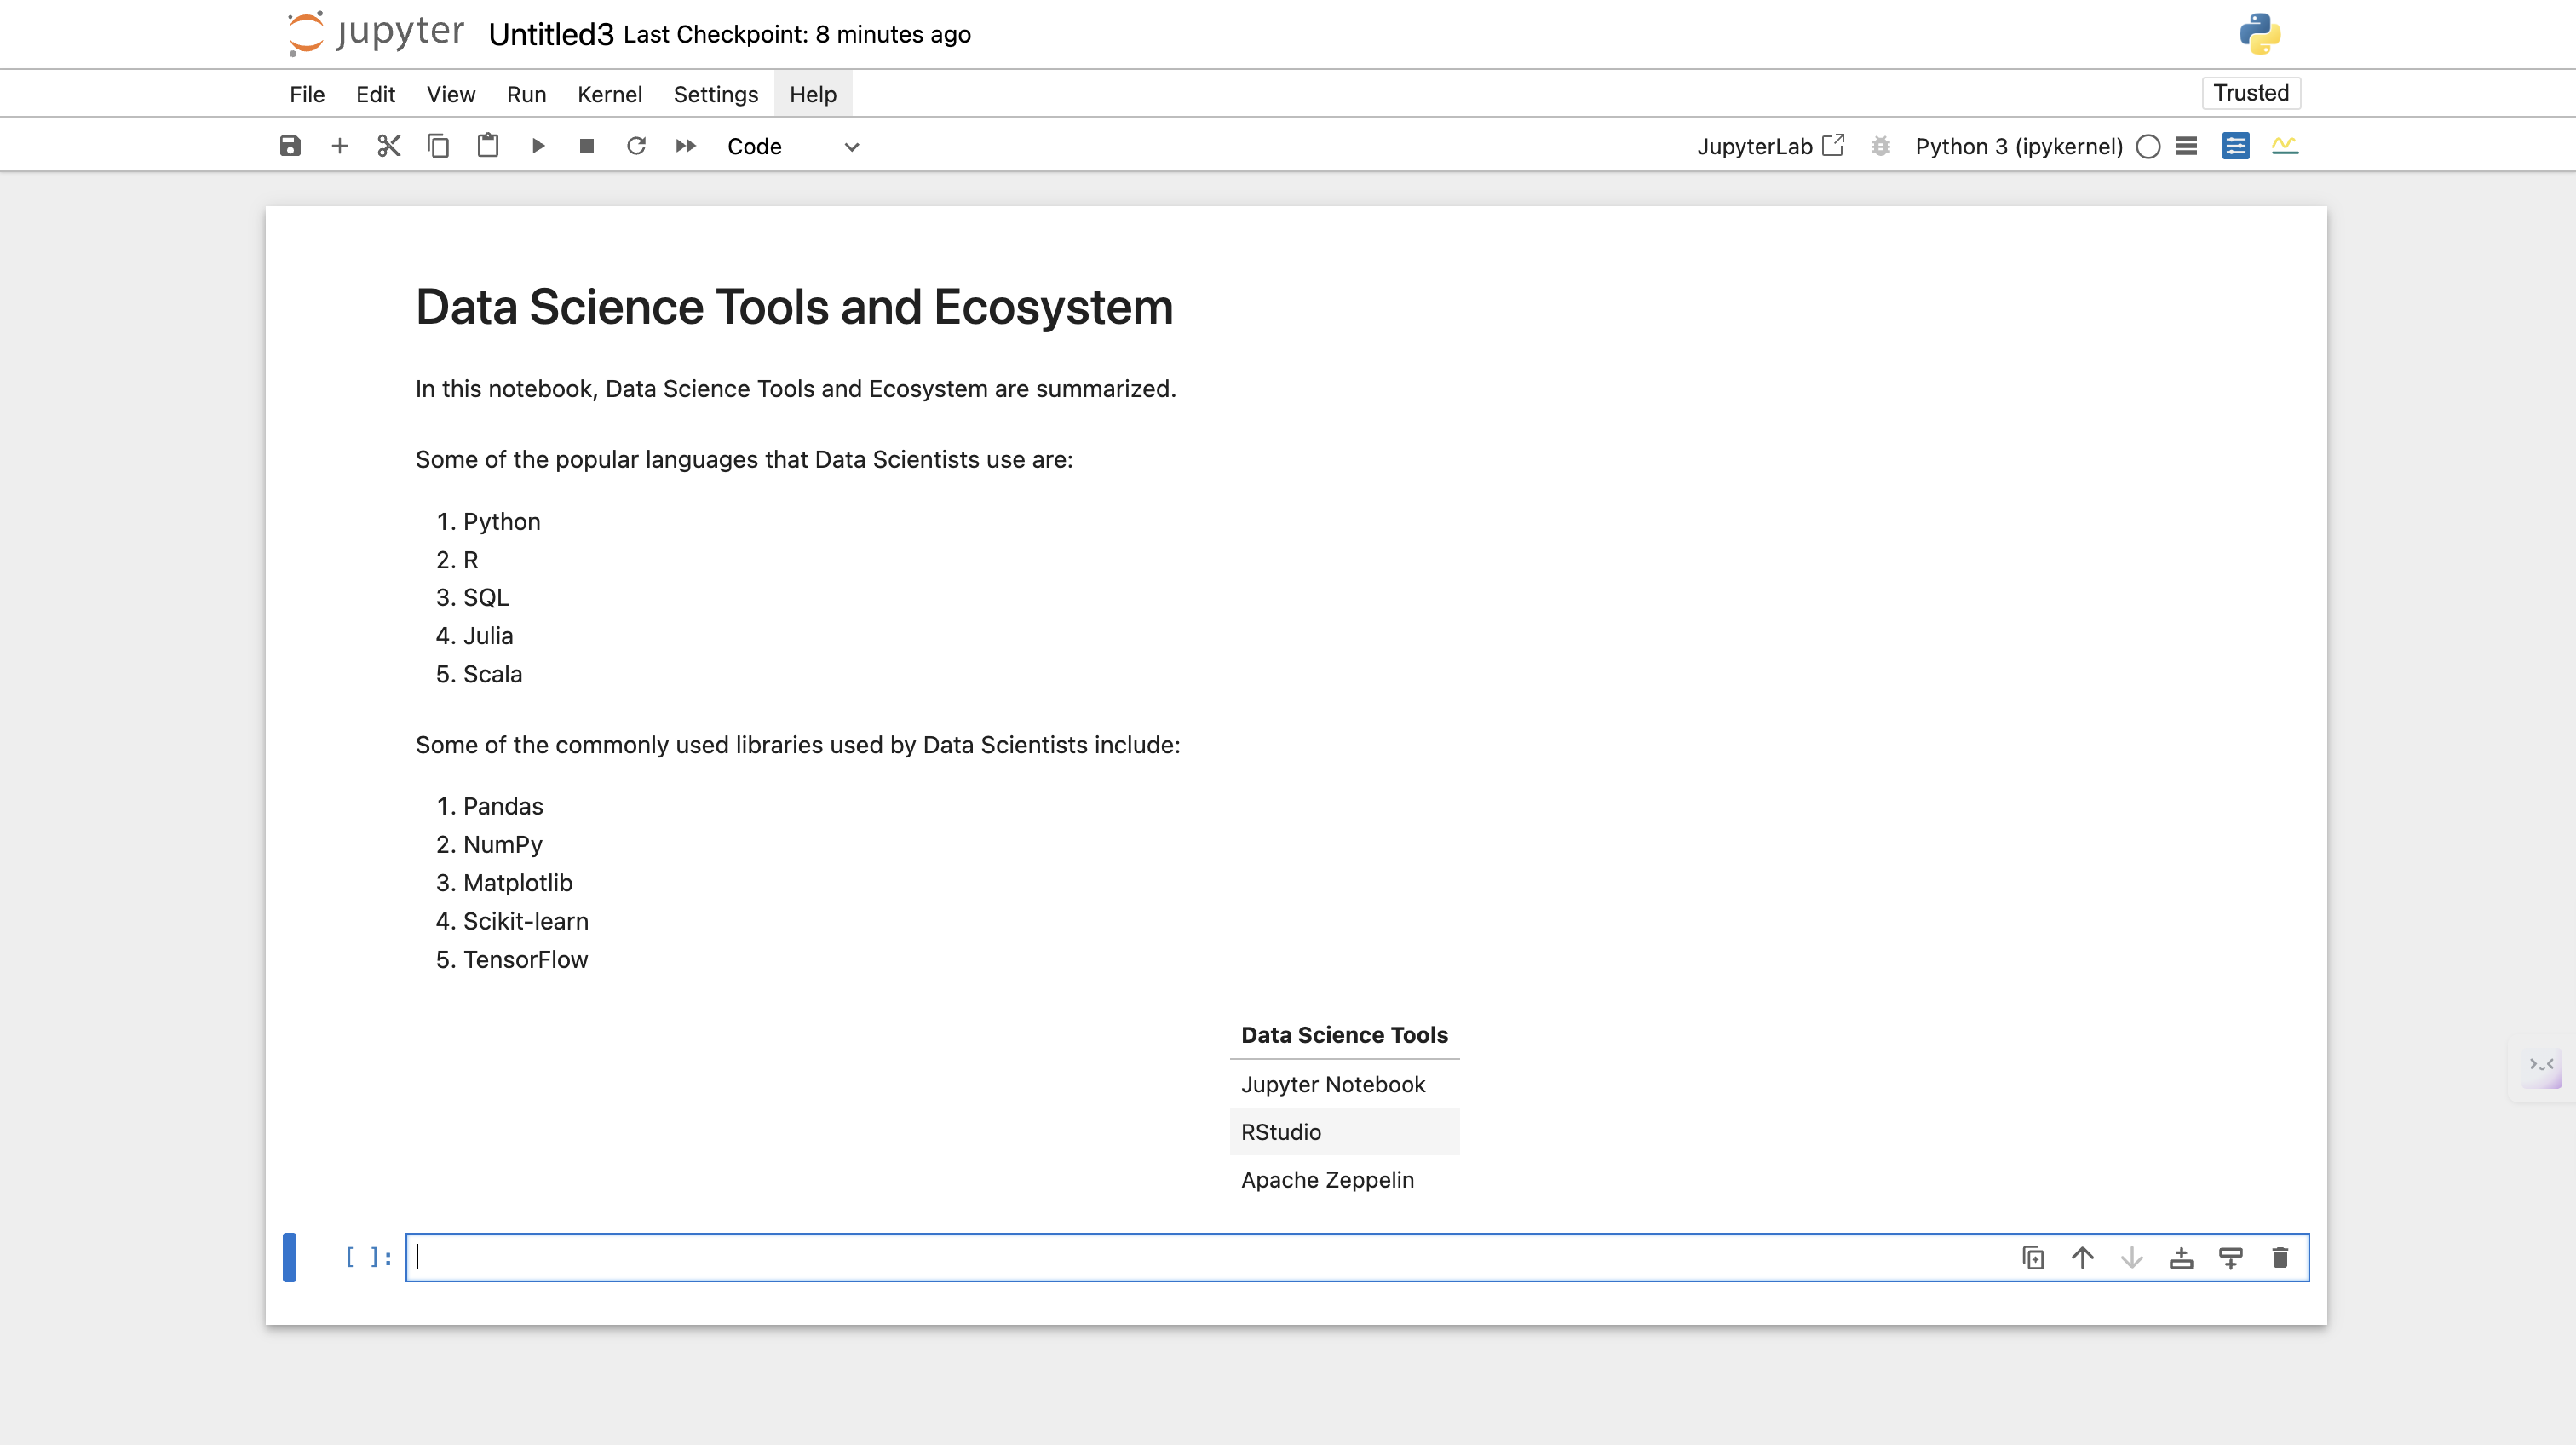 jupyter Untitled3 Last Checkpoint: 8 minutes ago
File Edit View Run Kernel Settings Help Trusted
Code JupyterLab Python 3 (ipykernel)
Data Science Tools and Ecosystem
In this notebook, Data Science Tools and Ecosystem are summarized.
Some of the popular languages that Data Scientists use are:
1. Python
2. R
3. SQL
4. Julia
5. Scala
Some of the commonly used libraries used by Data Scientists include:
1. Pandas
2. NumPy
3. Matplotlib
4. Scikit-learn
5. TensorFlow
Data Science Tools
Jupyter Notebook
RStudio
Apache Zeppelin
[ ]: